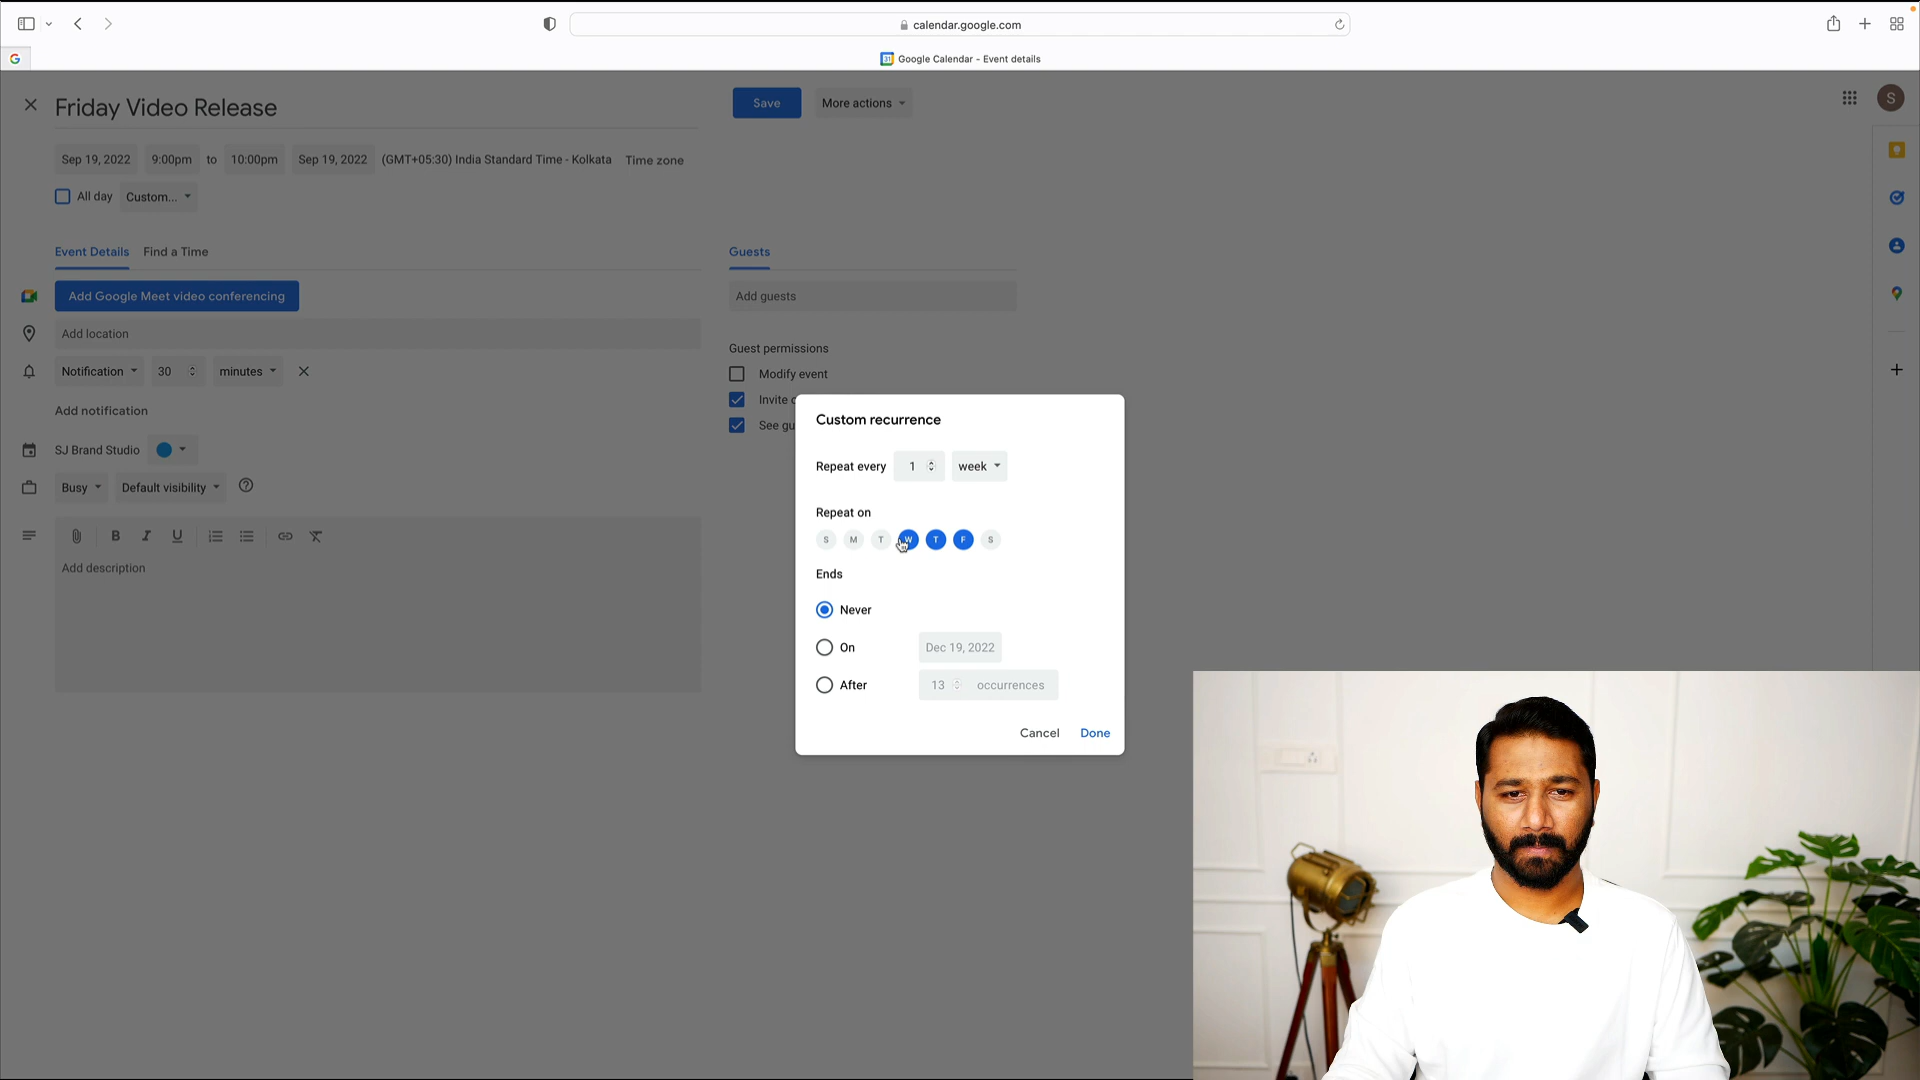 calendar.google.com
Google Calendar - Event details
Friday Video Release
Save
More actions
S
Sep 19, 2022 9:00pm to 10:00pm Sep 19, 2022 (GMT+05:30) India Standard Time - Kolkata Time zone
All day Custom...
Event Details Find a Time
Guests
Add Google Meet video conferencing
Add guests
Add location
Guest permissions
Notification 30 minutes
Modify event
Invite
Add notification
See gu
SJ Brand Studio
Busy Default visibility
B I U
Add description
Custom recurrence
Repeat every 1 week
Repeat on
S M T W T F S
Ends
Never
On Dec 19, 2022
After 13 occurrences
Cancel Done